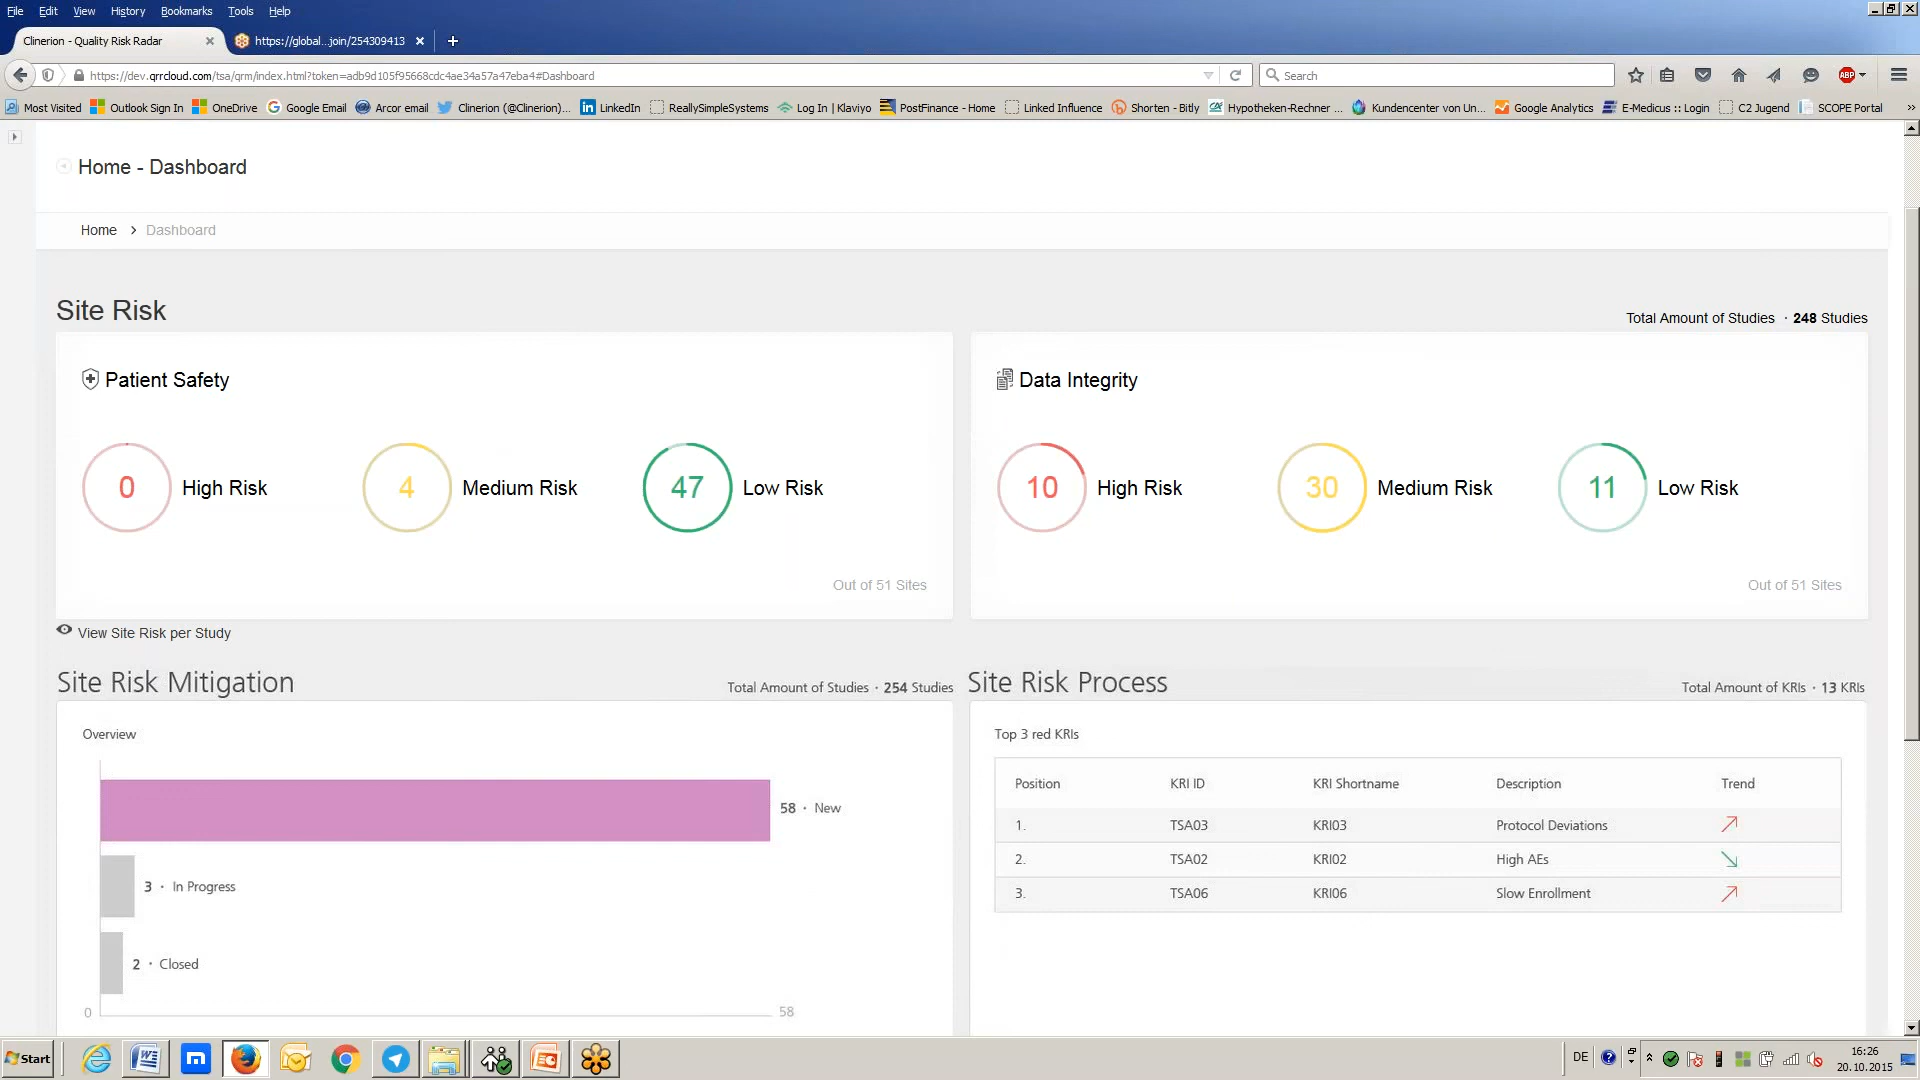 File Edit View History Bookmarks Tools Help
Clinerion - Quality Risk Radar
https://global...join/254309413
https://dev.qrrcloud.com/tsa/qrm/index.html?token=adb9d105f95668cdc4ae34a57a47eba4#Dashboard
Search
ABP
Most Visited Outlook Sign In OneDrive Google Email Arcor email Clinerion (@Clinerion)... LinkedIn ReallySimpleSystems Log In | Klaviyo PostFinance - Home Linked Influence Shorten - Bitly Hypotheken-Rechner ... Kundencenter von Un... Google Analytics E-Medicus :: Login C2 Jugend SCOPE Portal
Home - Dashboard
Home > Dashboard
Site Risk
Total Amount of Studies · 248 Studies
Patient Safety
0 High Risk
4 Medium Risk
47 Low Risk
Out of 51 Sites
Data Integrity
10 High Risk
30 Medium Risk
11 Low Risk
Out of 51 Sites
View Site Risk per Study
Site Risk Mitigation
Total Amount of Studies · 254 Studies
Overview
58 · New
3 · In Progress
2 · Closed
0
58
Site Risk Process
Total Amount of KRIs · 13 KRIs
Top 3 red KRIs
Position KRI ID KRI Shortname Description Trend
1. TSA03 KRI03 Protocol Deviations
2. TSA02 KRI02 High AEs
3. TSA06 KRI06 Slow Enrollment
Start
DE
16:26
20.10.2015